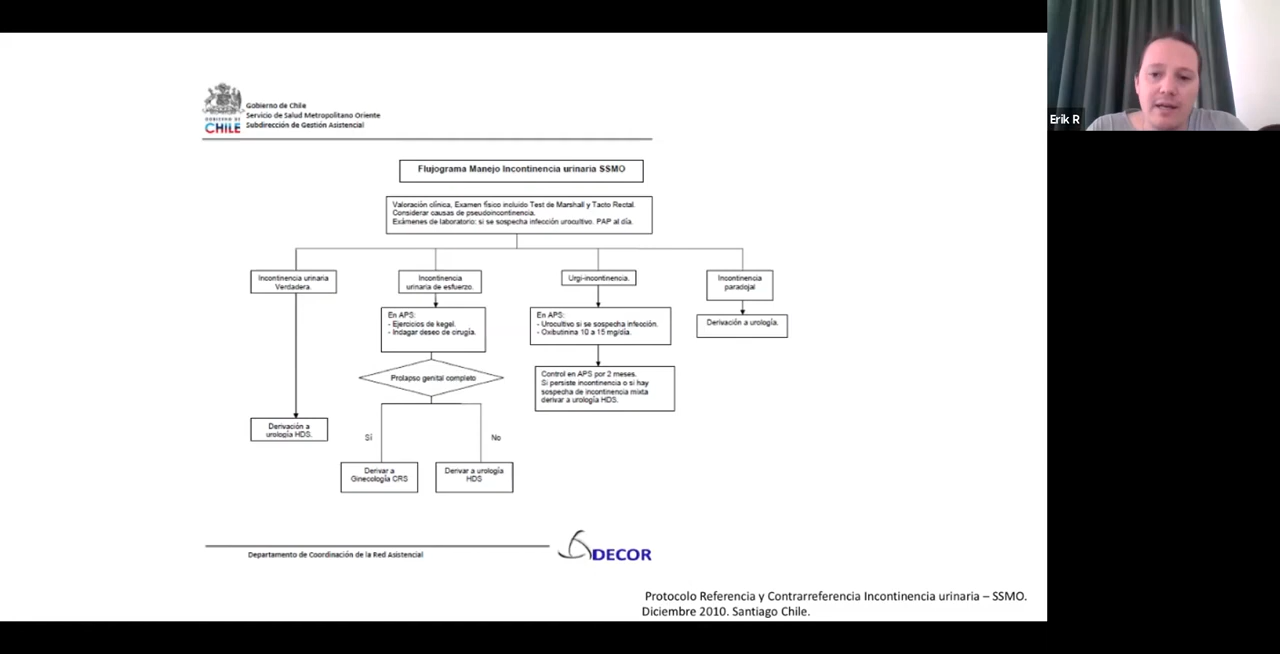 Gobierno de Chile
Servicio de Salud Metropolitano Oriente
Subdirección de Gestión Asistencial
GOBIERNO DE
CHILE
Erik R
Flujograma Manejo Incontinencia urinaria SSMO
Valoración clínica, Examen físico incluido Test de Marshall y Tacto Rectal.
Considerar causas de pseudoincontinencia.
Exámenes de laboratorio: si se sospecha infección urocultivo. PAP al día.
Incontinencia urinaria
Verdadera.
Incontinencia
urinaria de esfuerzo.
Urgi-incontinencia.
Incontinencia
paradojal
En APS:
- Ejercicios de kegel.
- Indagar deseo de cirugía.
En APS:
- Urocultivo si se sospecha infección.
- Oxibutinina 10 a 15 mg/día.
Derivación a urología.
Prolapso genital completo
Control en APS por 2 meses.
Si persiste incontinencia o si hay
sospecha de incontinencia mixta
derivar a urología HDS.
Derivación a
urología HDS.
Sí
No
Derivar a
Ginecología CRS
Derivar a urología
HDS
Departamento de Coordinación de la Red Asistencial
DECOR
Protocolo Referencia y Contrarreferencia Incontinencia urinaria – SSMO.
Diciembre 2010. Santiago Chile.